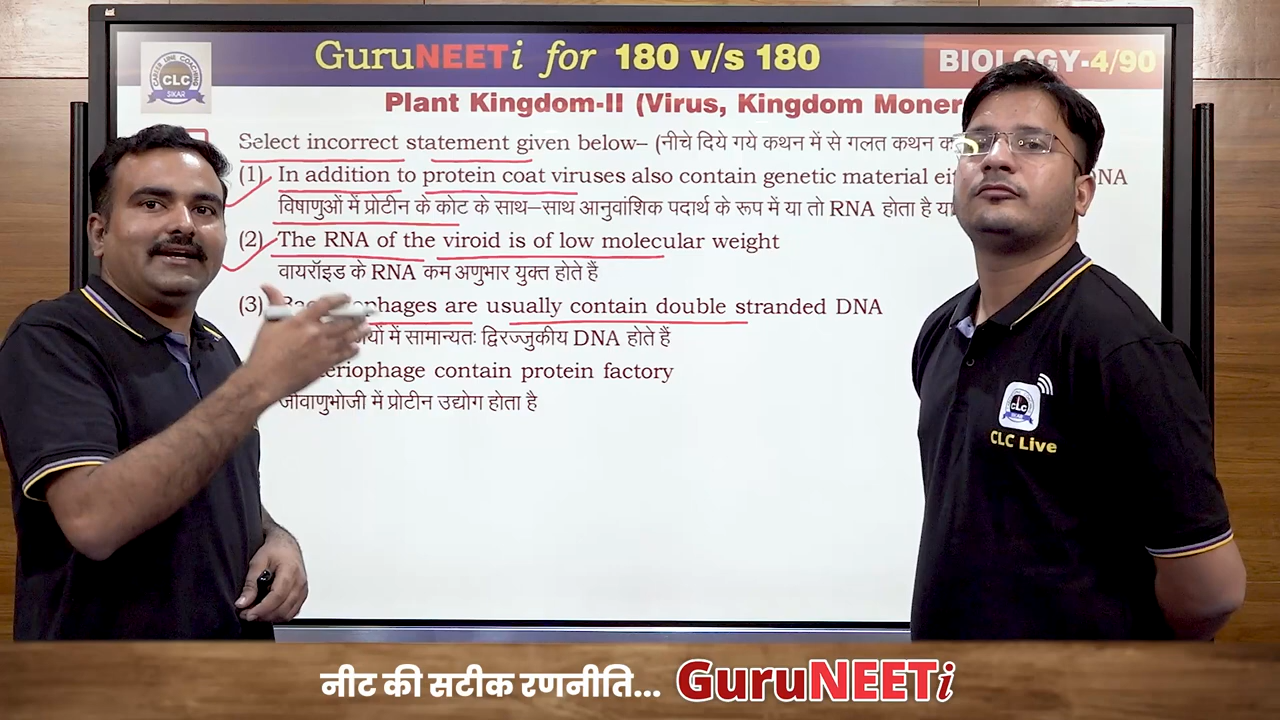 GuruNEETi for 180 v/s 180
BIOLOGY-4/90
CLC
SIKAR
Plant Kingdom-II (Virus, Kingdom Moner
Select incorrect statement given below– (नीचे दिये गये कथन में से गलत कथन
(1) In addition to protein coat viruses also contain genetic material DNA
विषाणुओं में प्रोटीन के कोट के साथ–साथ आनुवांशिक पदार्थ के रूप में या तो RNA होता है
(2) The RNA of the viroid is of low molecular weight
वायरॉइड के RNA कम अणुभार युक्त होते हैं
(3) are usually contain double stranded DNA
में सामान्यतः द्विरज्जुकीय DNA होते हैं
contain protein factory
जीवाणुभोजी में प्रोटीन उद्योग होता है
CLC
CLC Live
नीट की सटीक रणनीति... GuruNEETi